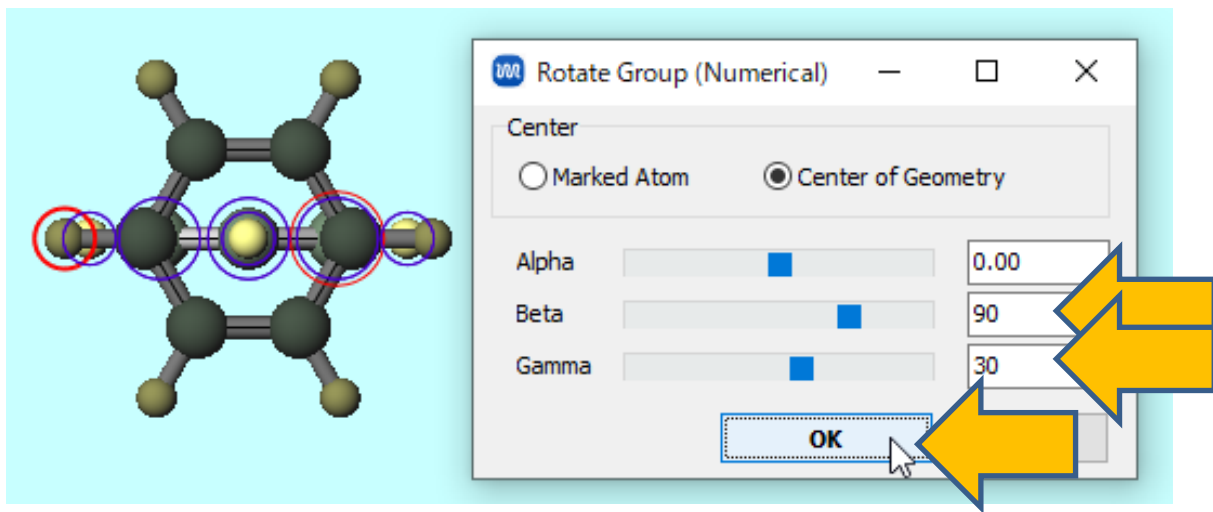 Rotate Group (Numerical)
Center
Marked Atom Center of Geometry
Alpha 0.00
Beta 90
Gamma 30
OK